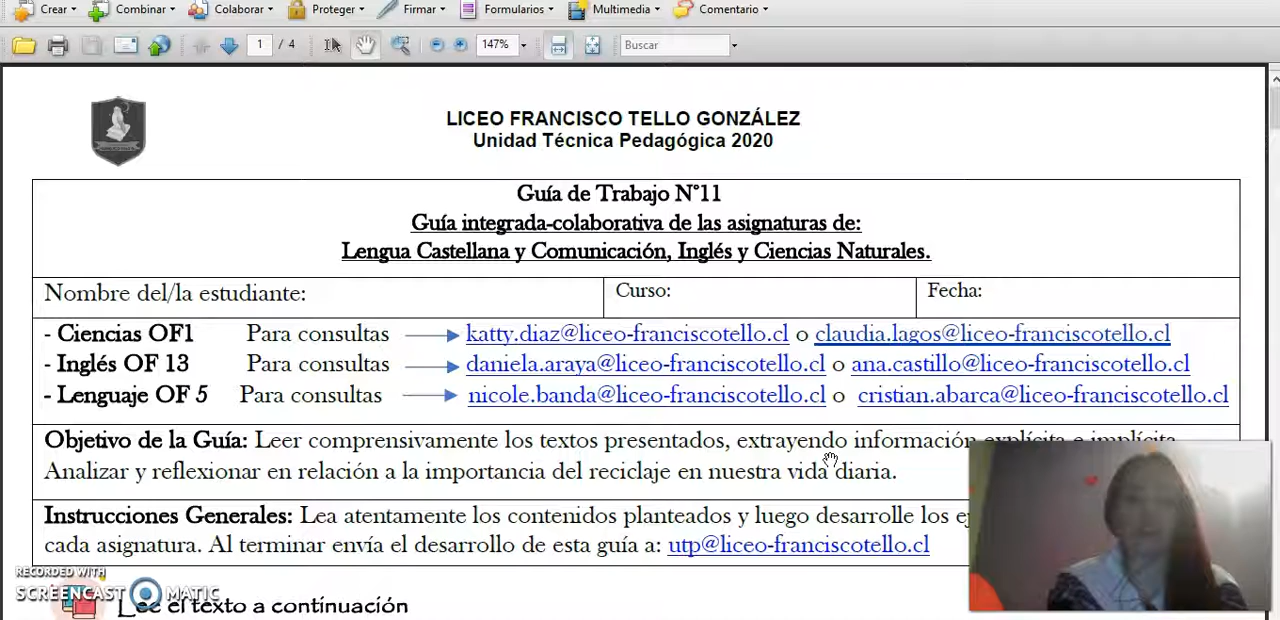 Crear Combinar Colaborar Proteger Firmar Formularios Multimedia Comentario
1 / 4 147% Buscar
LICEO FRANCISCO TELLO GONZÁLEZ
Unidad Técnica Pedagógica 2020
Guía de Trabajo N°11
Guía integrada-colaborativa de las asignaturas de:
Lengua Castellana y Comunicación, Inglés y Ciencias Naturales.
Nombre del/la estudiante: Curso: Fecha:
- Ciencias OF1 Para consultas katty.diaz@liceo-franciscotello.cl o claudia.lagos@liceo-franciscotello.cl
- Inglés OF 13 Para consultas daniela.araya@liceo-franciscotello.cl o ana.castillo@liceo-franciscotello.cl
- Lenguaje OF 5 Para consultas nicole.banda@liceo-franciscotello.cl o cristian.abarca@liceo-franciscotello.cl
Objetivo de la Guía: Leer comprensivamente los textos presentados, extrayendo información explícita e implícita.
Analizar y reflexionar en relación a la importancia del reciclaje en nuestra vida diaria.
Instrucciones Generales: Lea atentamente los contenidos planteados y luego desarrolle los
cada asignatura. Al terminar envía el desarrollo de esta guía a: utp@liceo-franciscotello.cl
RECORDED WITH
SCREENCAST MATIC
Lee el texto a continuación